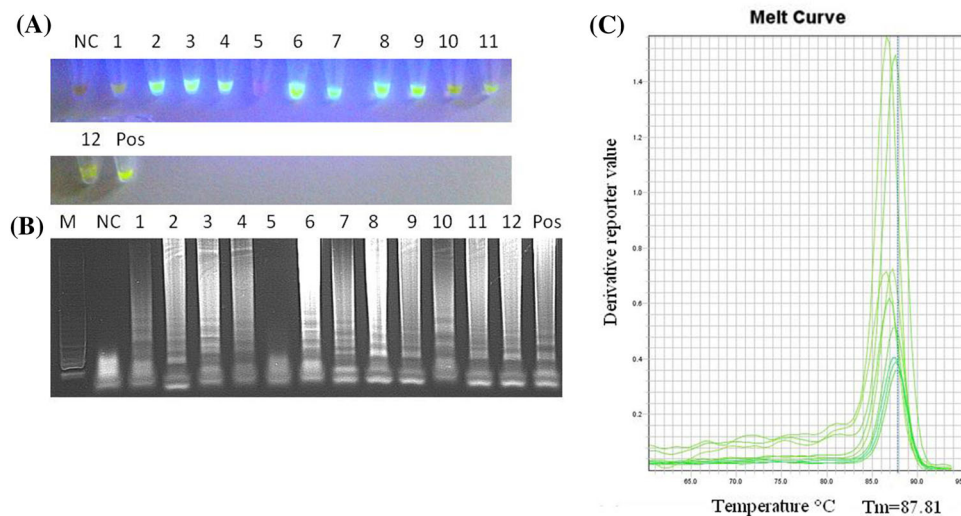 (A)
NC 1 2 3 4 5 6 7 8 9 10 11
12 Pos
(B)
M NC 1 2 3 4 5 6 7 8 9 10 11 12 Pos
(C)
Melt Curve
Derivative reporter value
1.4
1.2
1.0
0.8
0.6
0.4
0.2
65.0 70.0 75.0 80.0 85.0 90.0 95
Temperature °C Tm=87.81